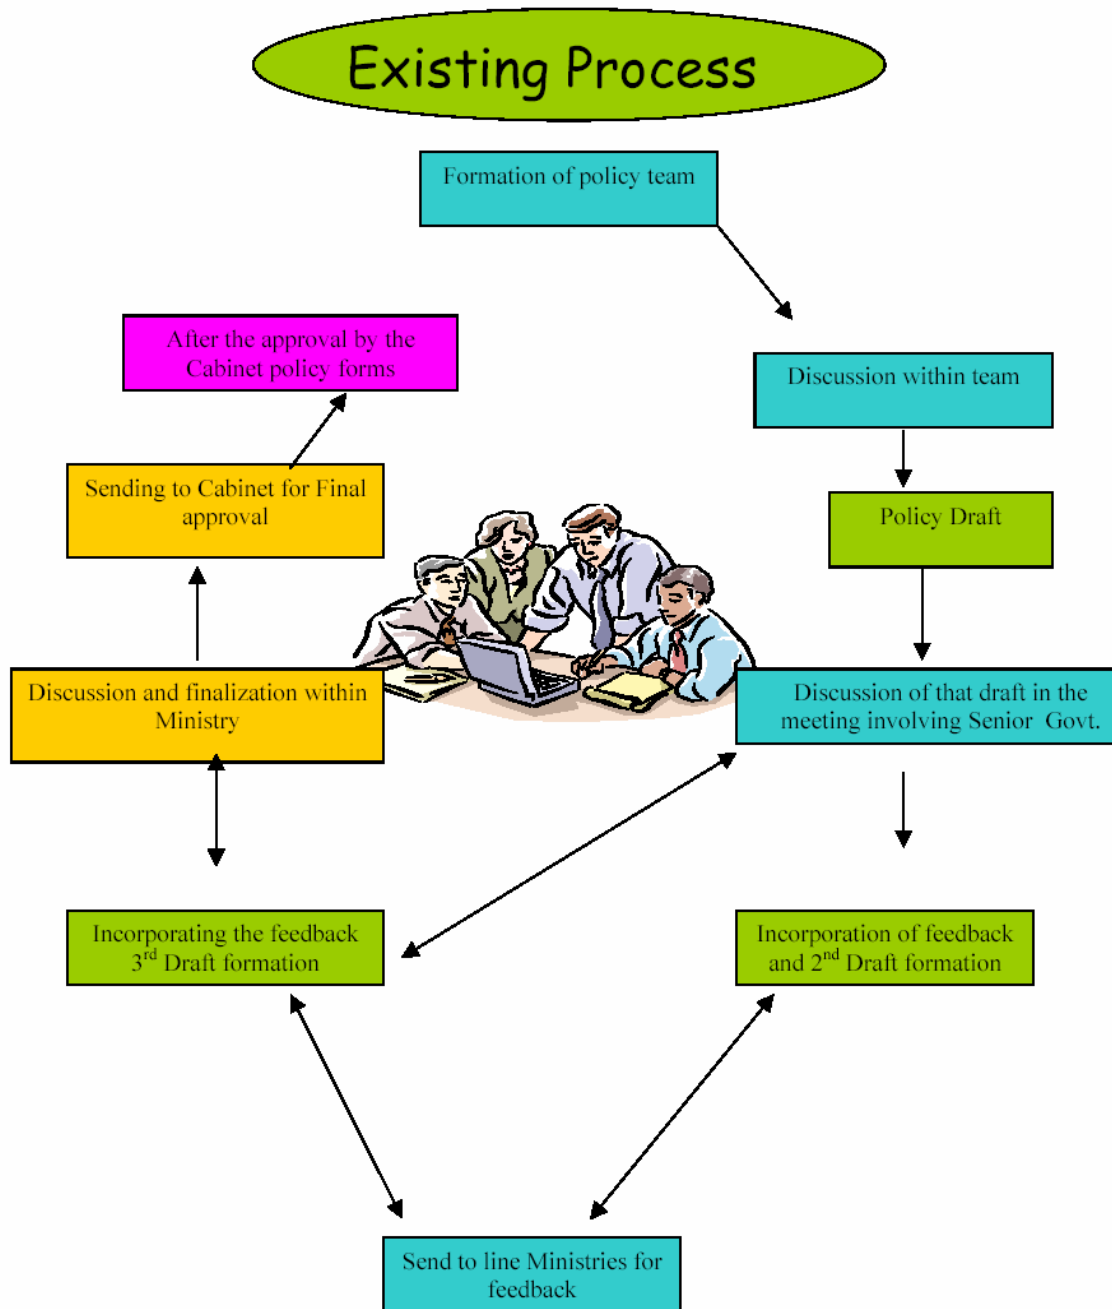 Existing Process
Formation of policy team
After the approval by the
Cabinet policy forms
Discussion within team
Sending to Cabinet for Final
approval
Policy Draft
Discussion and finalization within
Ministry
Discussion of that draft in the
meeting involving Senior Govt.
Incorporating the feedback
3rd Draft formation
Incorporation of feedback
and 2nd Draft formation
Send to line Ministries for
feedback